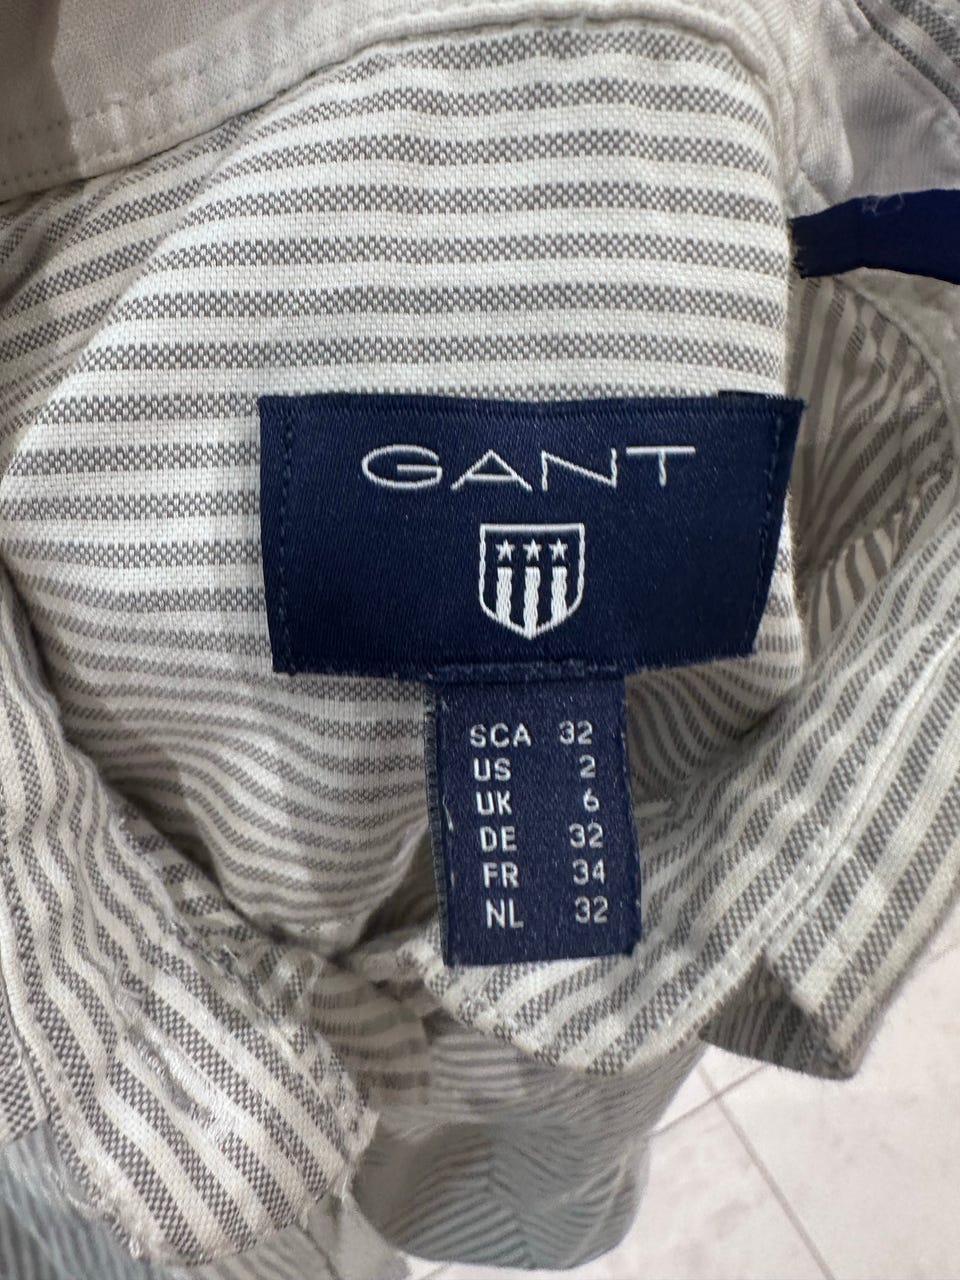 GANT
SCA 32
US 2
UK 6
DE 32
FR 34
NL 32